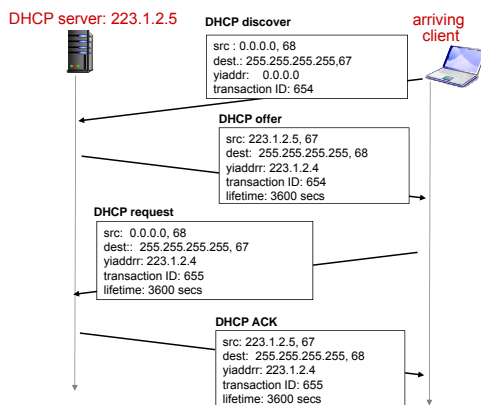 DHCP server: 223.1.2.5
arriving
client
DHCP discover
src : 0.0.0.0, 68
dest.: 255.255.255.255,67
yiaddr: 0.0.0.0
transaction ID: 654
DHCP offer
src: 223.1.2.5, 67
dest: 255.255.255.255, 68
yiaddrr: 223.1.2.4
transaction ID: 654
lifetime: 3600 secs
DHCP request
src: 0.0.0.0, 68
dest:: 255.255.255.255, 67
yiaddrr: 223.1.2.4
transaction ID: 655
lifetime: 3600 secs
DHCP ACK
src: 223.1.2.5, 67
dest: 255.255.255.255, 68
yiaddrr: 223.1.2.4
transaction ID: 655
lifetime: 3600 secs